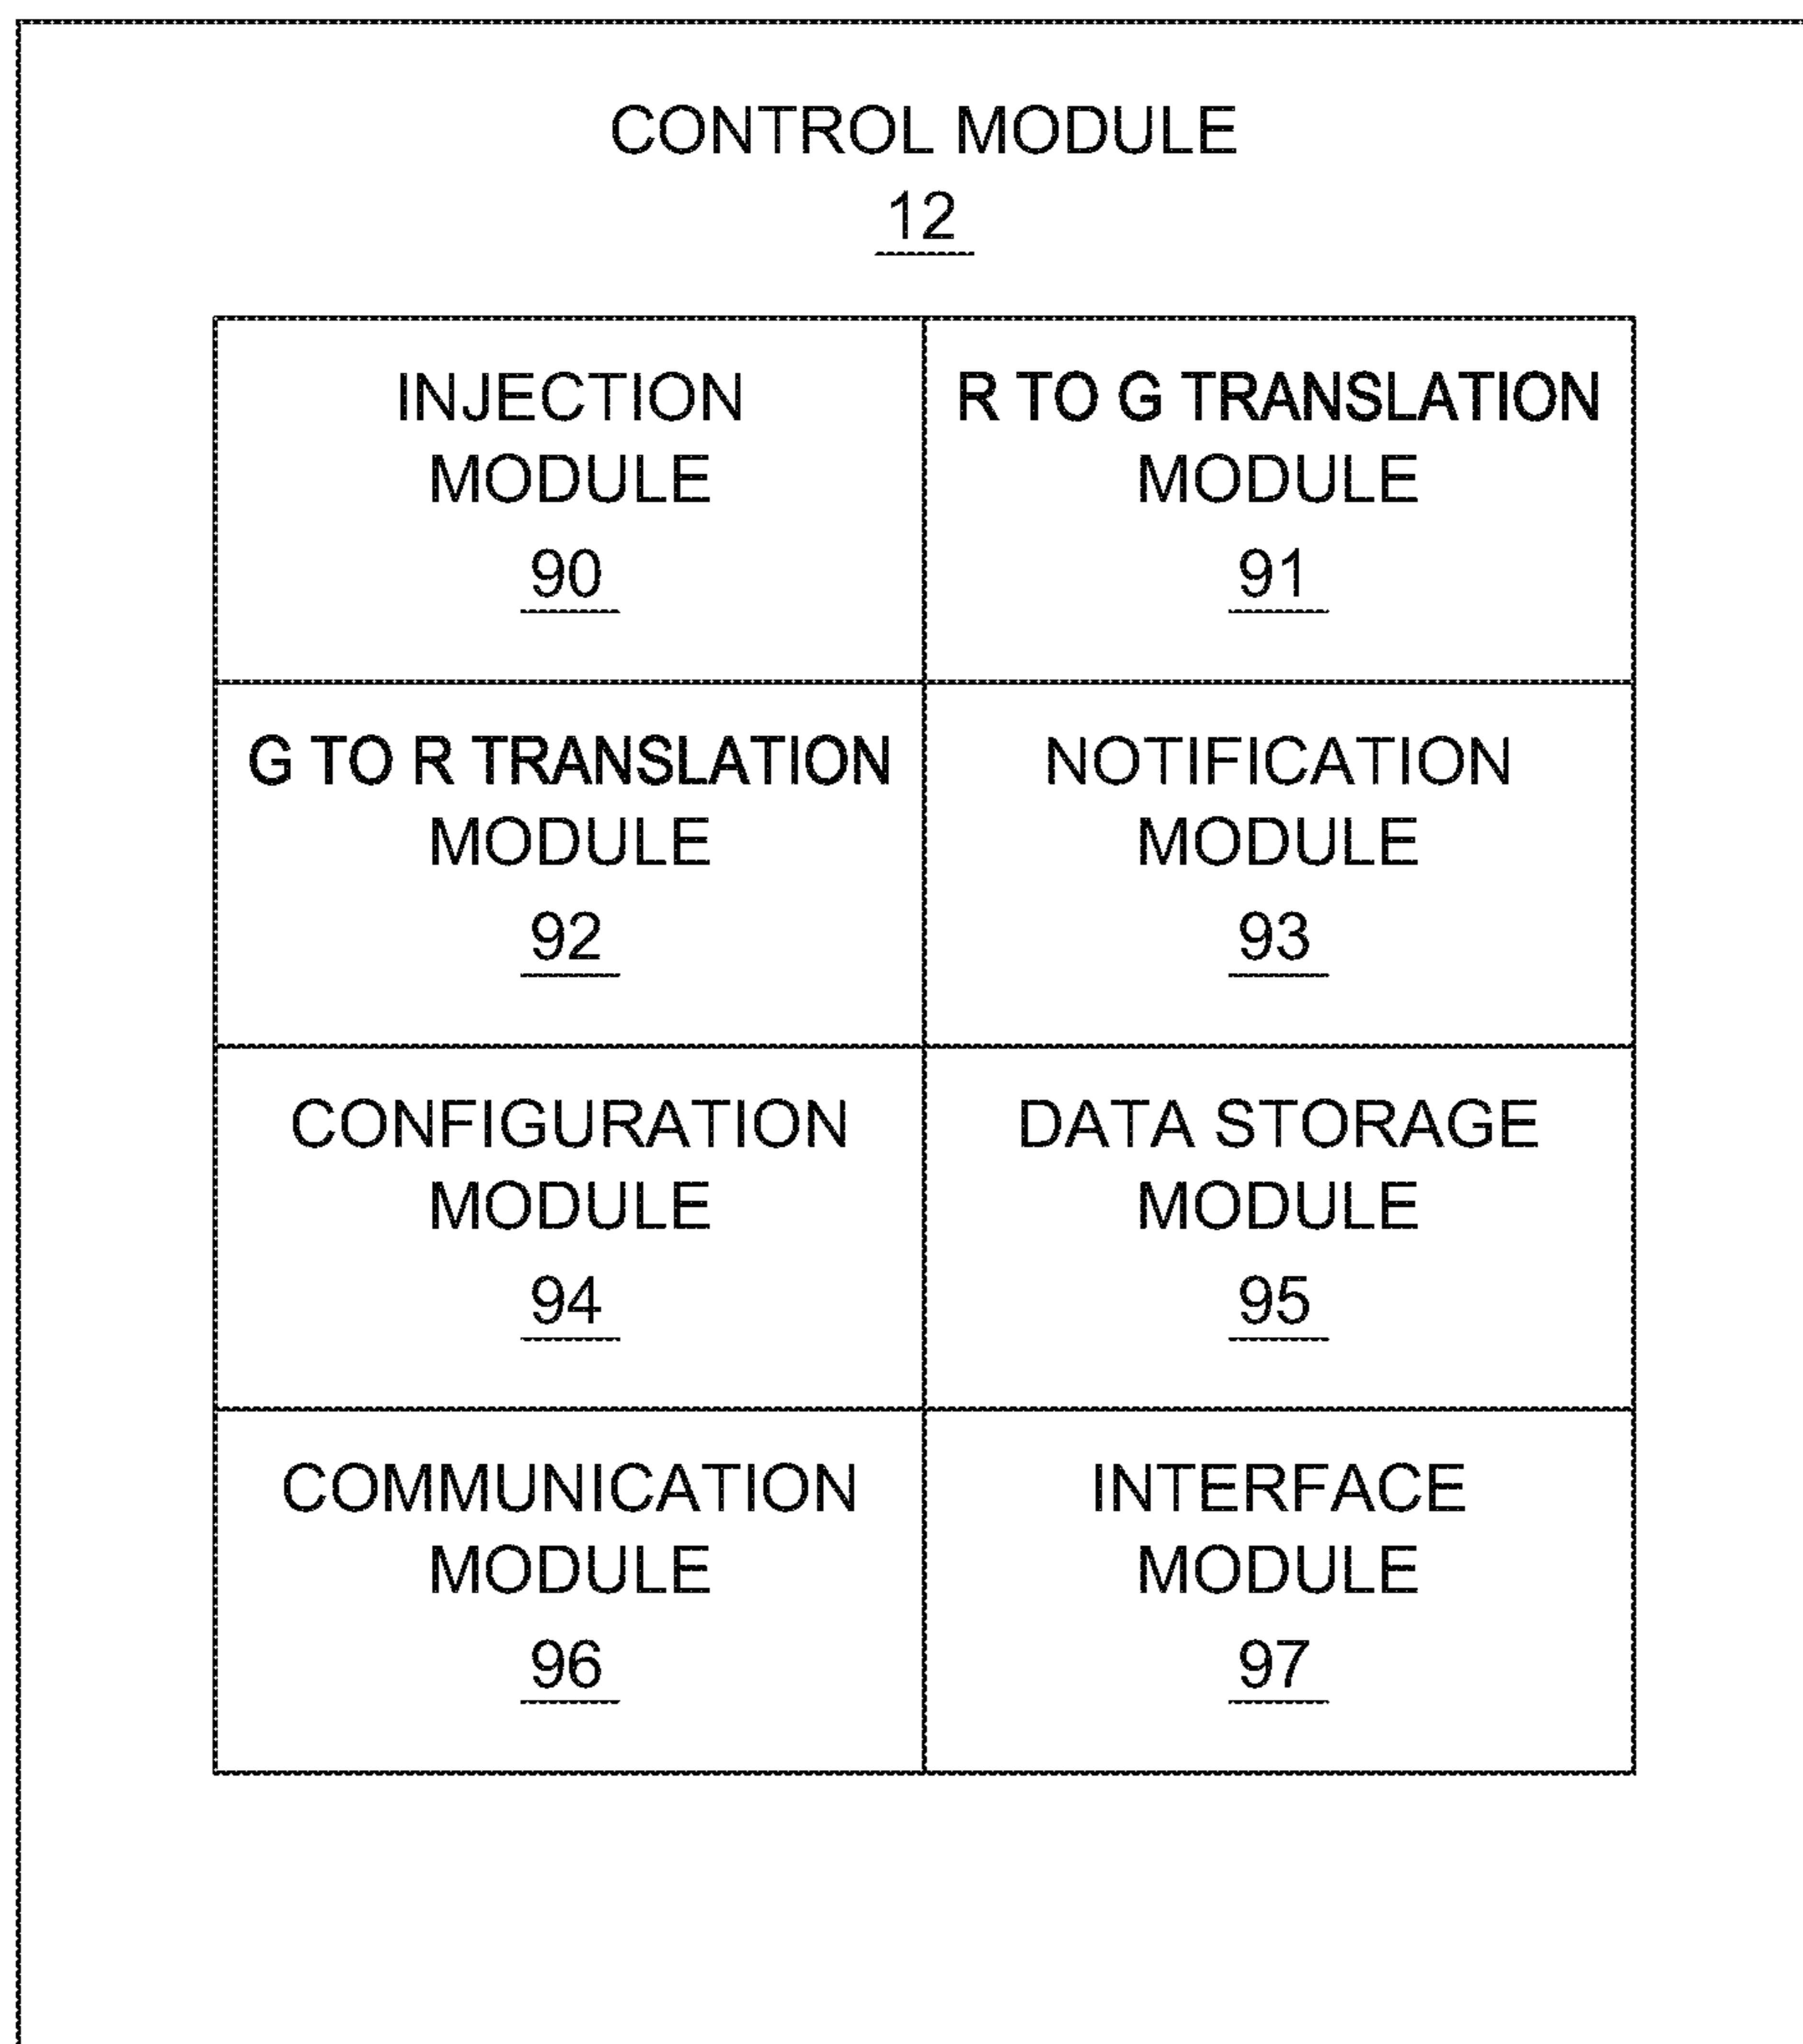 CONTROL MODULE
12
INJECTION
MODULE
90
R TO G TRANSLATION
MODULE
91
G TO R TRANSLATION
MODULE
92
NOTIFICATION
MODULE
93
CONFIGURATION
MODULE
94
DATA STORAGE
MODULE
95
COMMUNICATION
MODULE
96
INTERFACE
MODULE
97